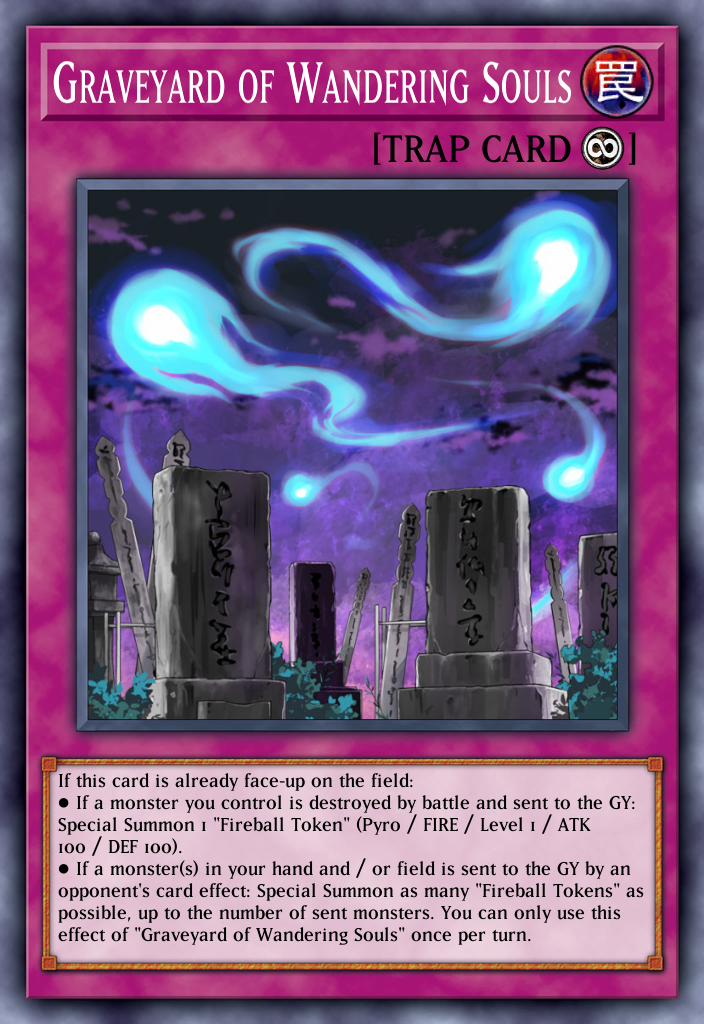 Graveyard of Wandering Souls 罠
[TRAP CARD ∞]
If this card is already face-up on the field:
● If a monster you control is destroyed by battle and sent to the GY:
Special Summon 1 "Fireball Token" (Pyro / FIRE / Level 1 / ATK
100 / DEF 100).
● If a monster(s) in your hand and / or field is sent to the GY by an
opponent's card effect: Special Summon as many "Fireball Tokens" as
possible, up to the number of sent monsters. You can only use this
effect of "Graveyard of Wandering Souls" once per turn.